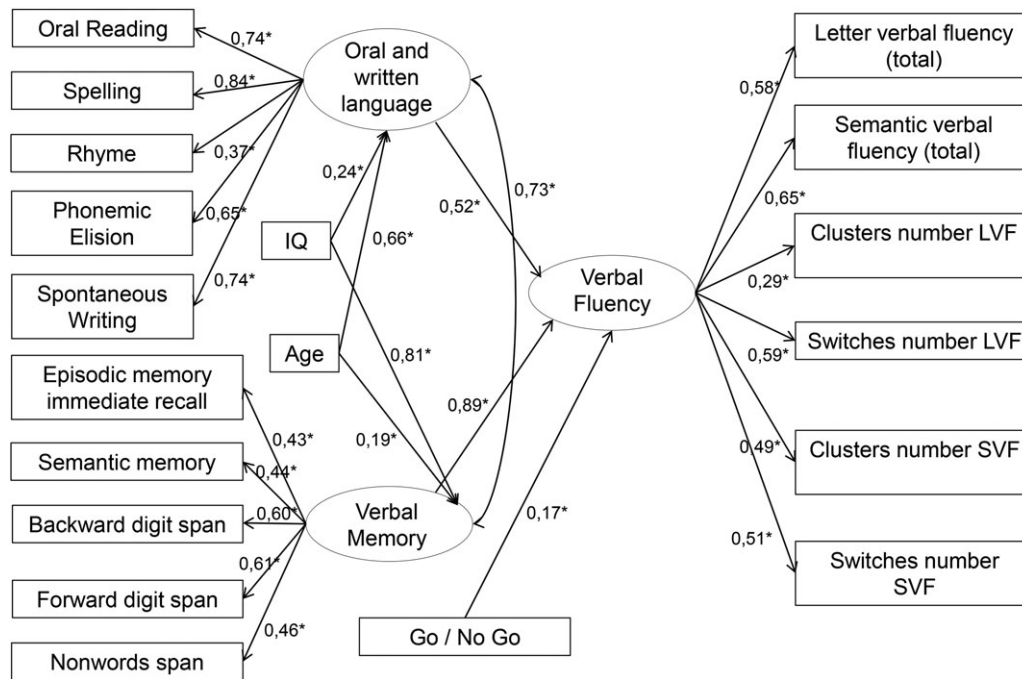 Oral Reading
Spelling
Rhyme
Phonemic
Elision
Spontaneous
Writing
Episodic memory
immediate recall
Semantic memory
Backward digit span
Forward digit span
Nonwords span
0,74*
0,84*
0,37*
0,65*
0,74*
0,43*
0,44*
0,60*
0,61*
0,46*
Oral and
written
language
IQ
Age
Verbal
Memory
Go / No Go
0,24*
0,66*
0,81*
0,19*
0,52*
0,73*
0,89*
0,17*
Verbal
Fluency
0,58*
0,65*
0,29*
0,59*
0,49*
0,51*
Letter verbal fluency
(total)
Semantic verbal
fluency (total)
Clusters number LVF
Switches number LVF
Clusters number SVF
Switches number
SVF